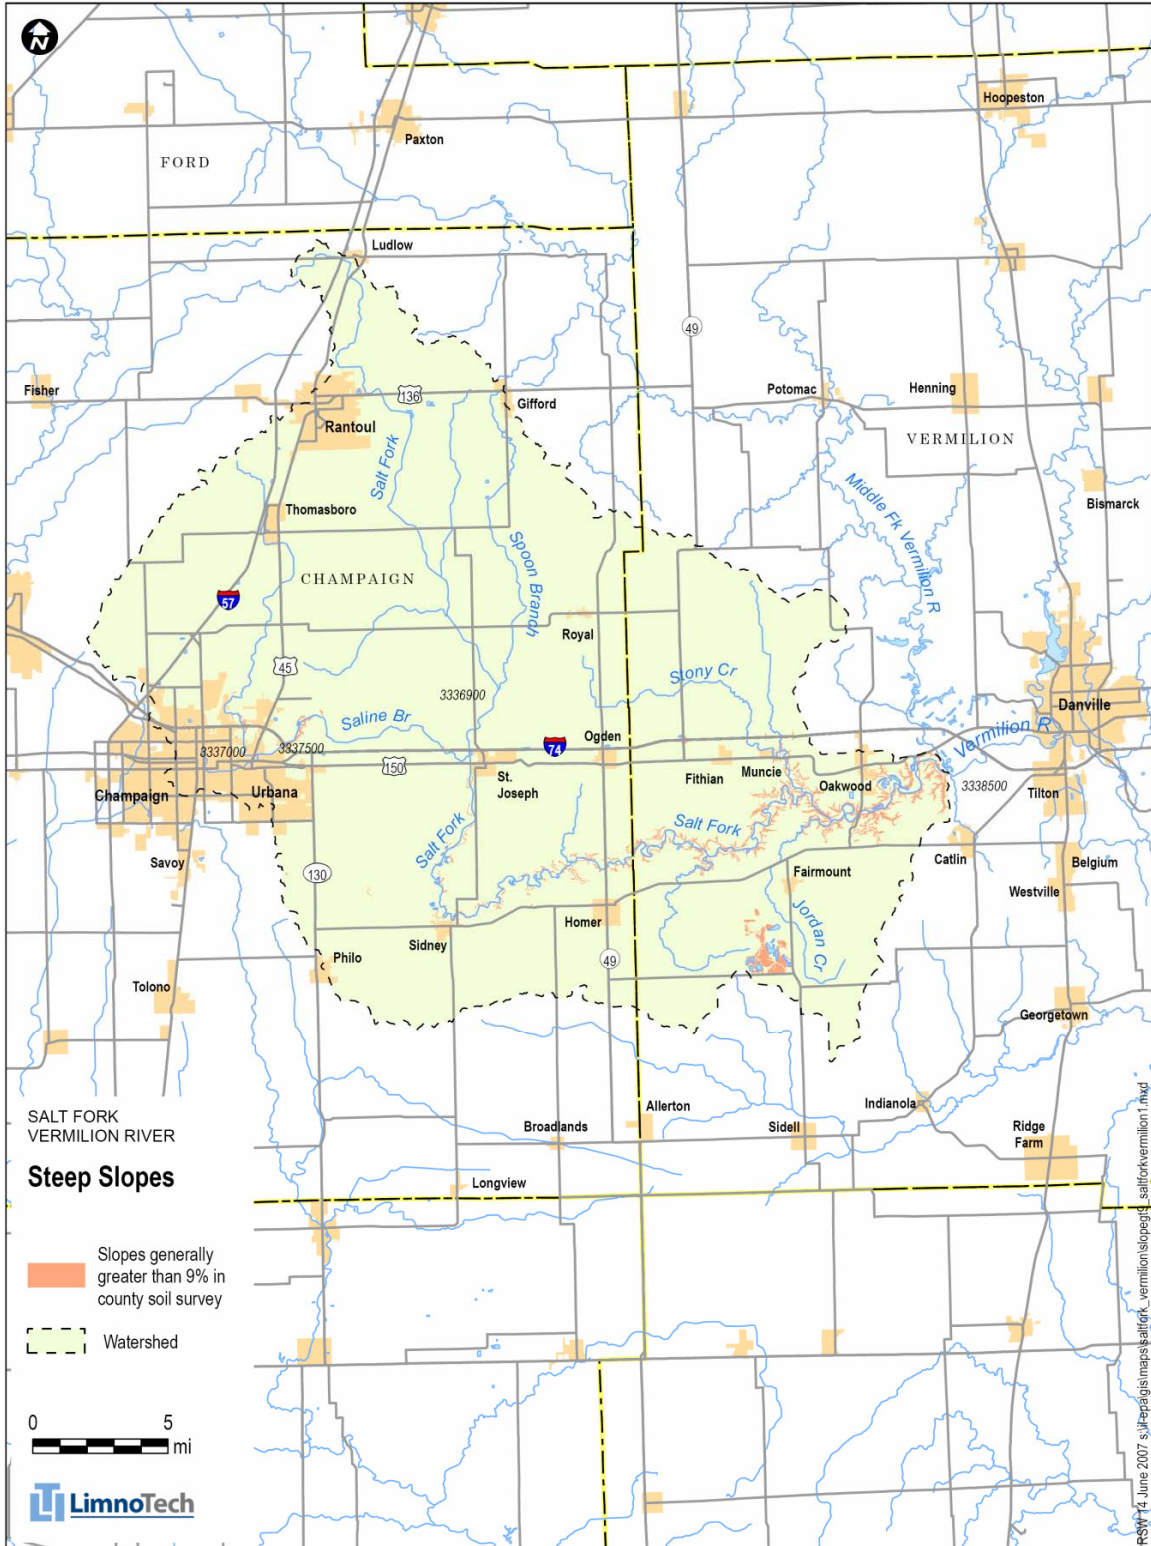 N
Hoopeston
Paxton
FORD
Ludlow
49
Fisher
136
Gifford
Potomac
Henning
Rantoul
VERMILION
Salt Fork
Middle Fk Vermilion R
Bismarck
Thomasboro
Spoon Branch
CHAMPAIGN
57
Royal
45
Stony Cr
3336900
Saline Br
Danville
Ogden
Vermilion R
3337000
3337500
74
150
St.
Joseph
Fithian
Muncie
Oakwood
3338500
Champaign
Urbana
Tilton
Salt Fork
Salt Fork
Savoy
130
Catlin
Belgium
Fairmount
Westville
Jordan Cr
Homer
Sidney
Philo
49
Tolono
Georgetown
Indianola
Allerton
Broadlands
Sidell
Ridge
Farm
Longview
SALT FORK
VERMILION RIVER
Steep Slopes
Slopes generally
greater than 9% in
county soil survey
Watershed
0 5
mi
LimnoTech
RSW 14 June 2007 s:\il-epa\gis\maps\saltfork_vermilion\slopegt9_saltforkvermilion1.mxd